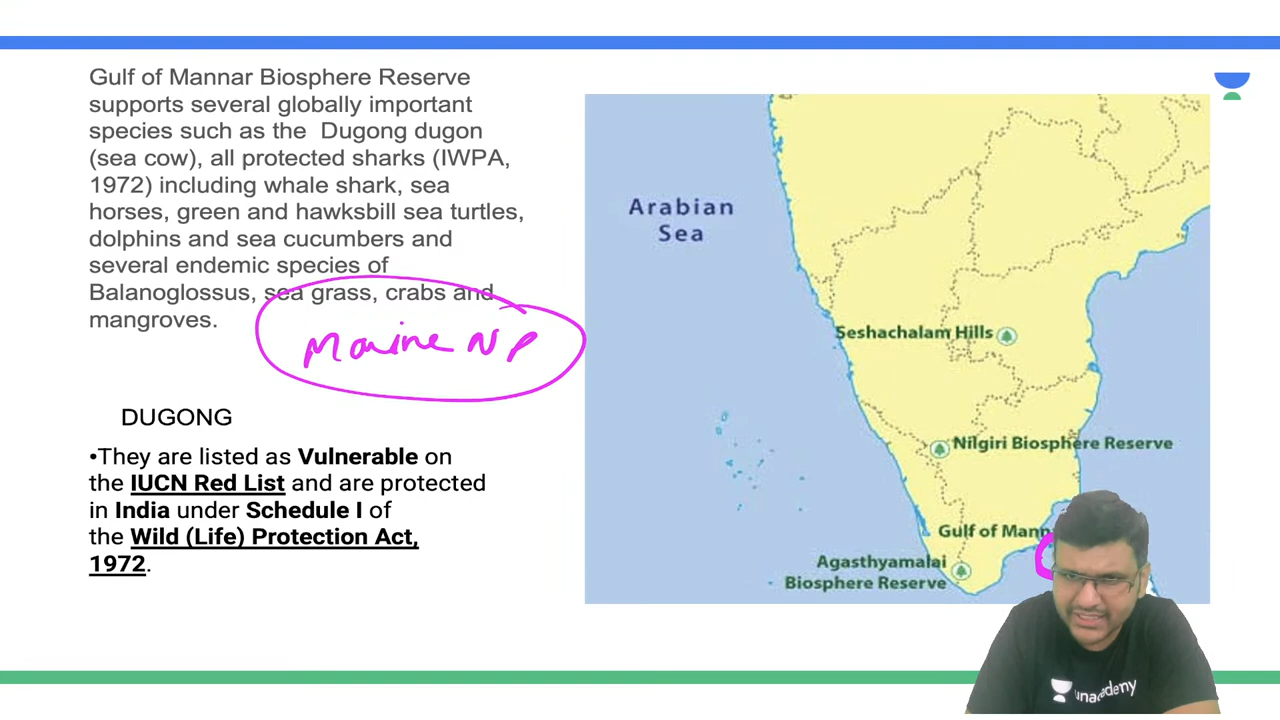 Gulf of Mannar Biosphere Reserve
supports several globally important
species such as the Dugong dugon
(sea cow), all protected sharks (IWPA,
1972) including whale shark, sea
horses, green and hawksbill sea turtles,
dolphins and sea cucumbers and
several endemic species of
Balanoglossus, sea grass, crabs and
mangroves.
Marine NP
DUGONG
•They are listed as Vulnerable on
the IUCN Red List and are protected
in India under Schedule I of
the Wild (Life) Protection Act,
1972.
Arabian
Sea
Seshachalam Hills
Nilgiri Biosphere Reserve
Gulf of Mann
Agasthyamalai
Biosphere Reserve
unacademy